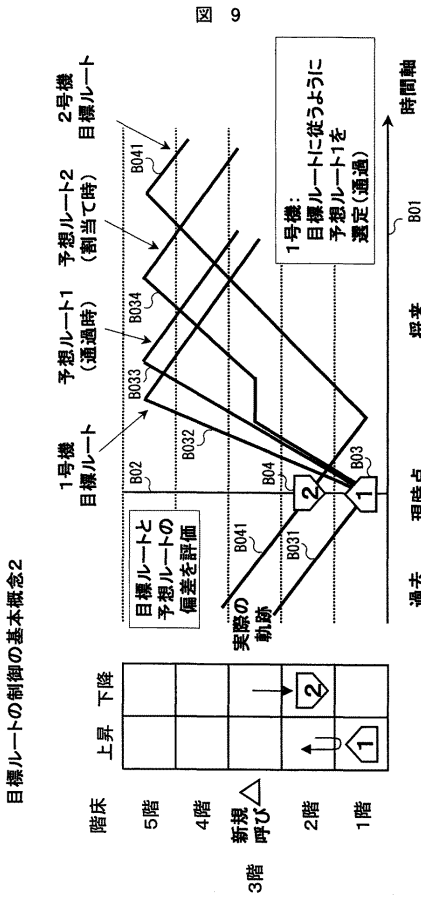 図 9
目標ルートの制御の基本概念2
階床
上昇
下降
5階
4階
3階
新規
呼び
2階
1階
1
2
目標ルートと
予想ルートの
偏差を評価
実際の
軌跡
B041
B031
B02
B04
B03
2
1
1号機
目標ルート
予想ルート1
(通過時)
予想ルート2
(割当て時)
2号機
目標ルート
B032
B033
B034
B041
1号機:
目標ルートに従うように
予想ルート1を
選定(通過)
過去
現時点
将来
B01
時間軸